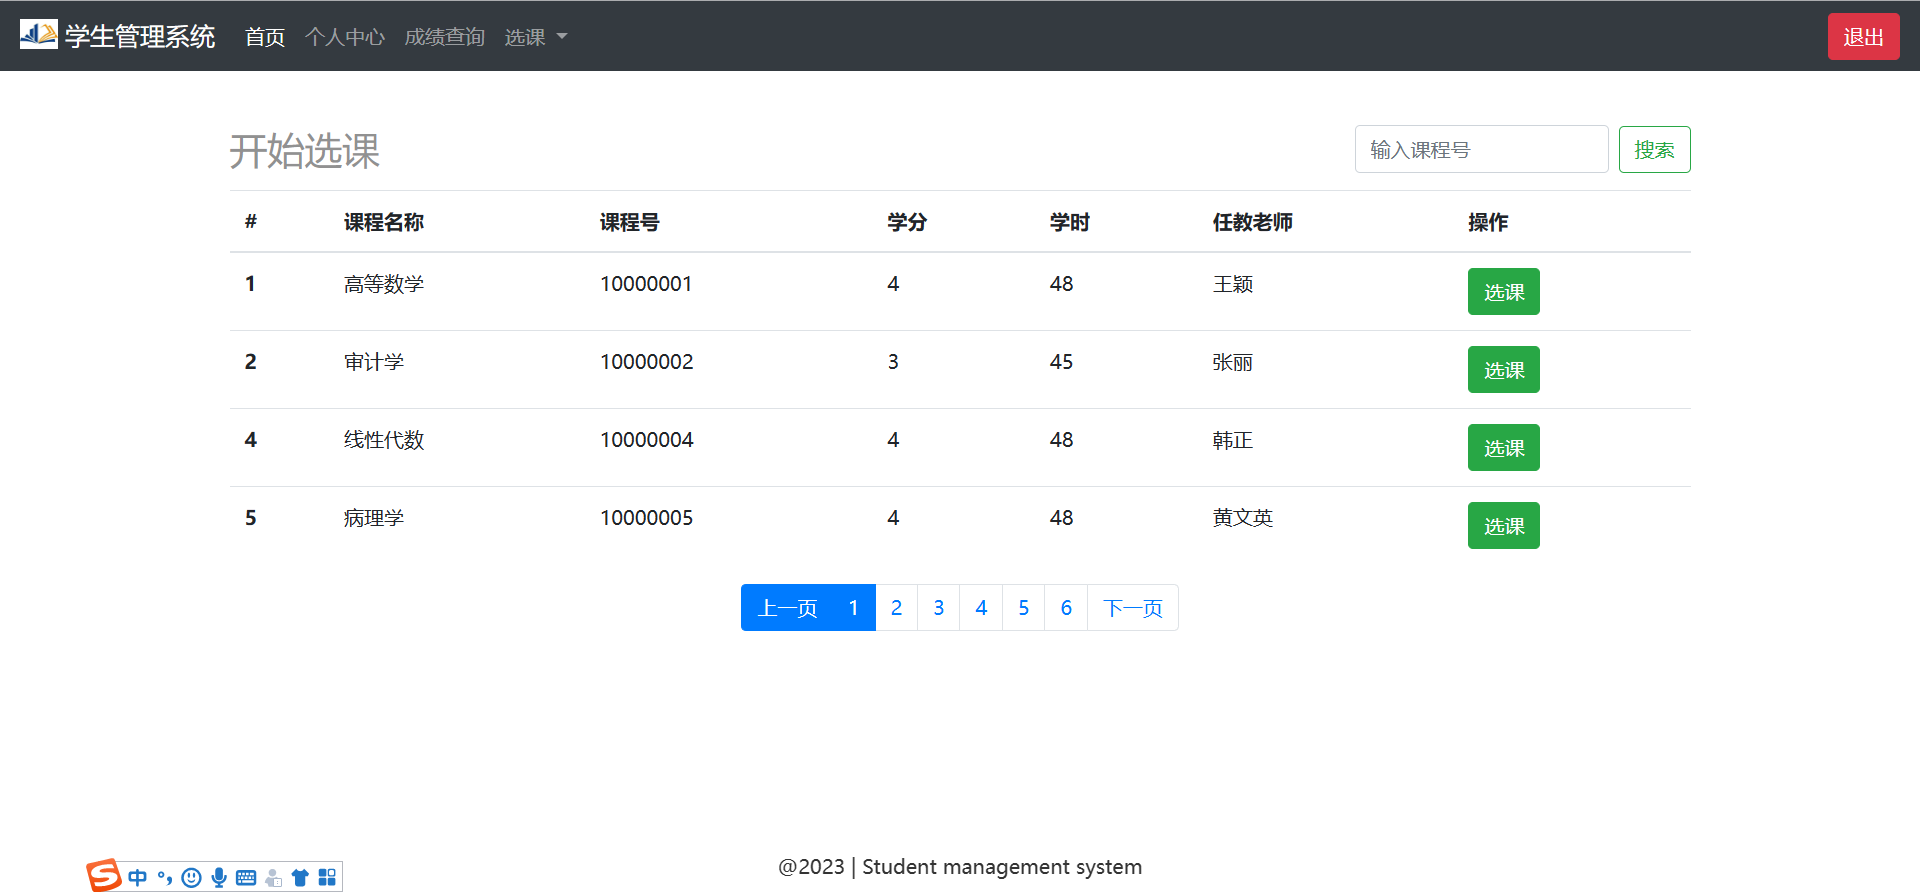 学生管理系统 首页 个人中心 成绩查询 选课 退出
开始选课 输入课程号 搜索
# 课程名称 课程号 学分 学时 任教老师 操作
1 高等数学 10000001 4 48 王颖 选课
2 审计学 10000002 3 45 张丽 选课
4 线性代数 10000004 4 48 韩正 选课
5 病理学 10000005 4 48 黄文英 选课
上一页 1 2 3 4 5 6 下一页
@2023 | Student management system
S 中 °,